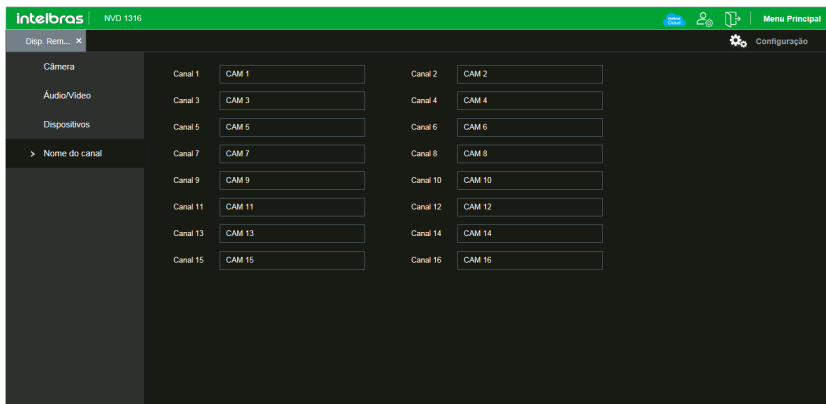 intelbras NVD 1316 Menu Principal
Disp. Rem... × Configuração
Câmera
Áudio/Vídeo
Dispositivos
> Nome do canal
Canal 1 CAM 1 Canal 2 CAM 2
Canal 3 CAM 3 Canal 4 CAM 4
Canal 5 CAM 5 Canal 6 CAM 6
Canal 7 CAM 7 Canal 8 CAM 8
Canal 9 CAM 9 Canal 10 CAM 10
Canal 11 CAM 11 Canal 12 CAM 12
Canal 13 CAM 13 Canal 14 CAM 14
Canal 15 CAM 15 Canal 16 CAM 16